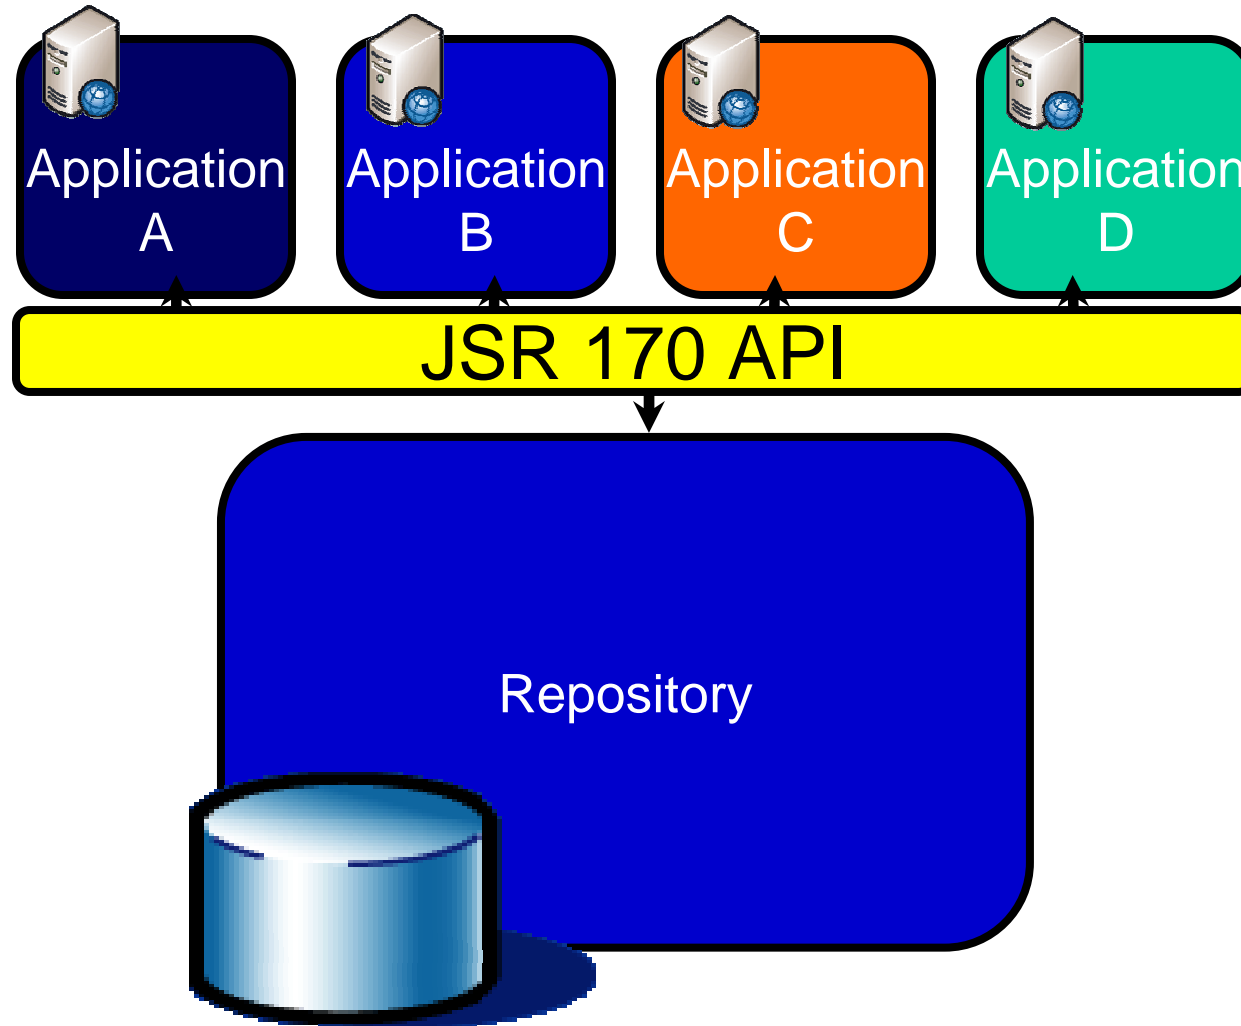 Application
A
Application
B
Application
C
Application
D
JSR 170 API
Repository